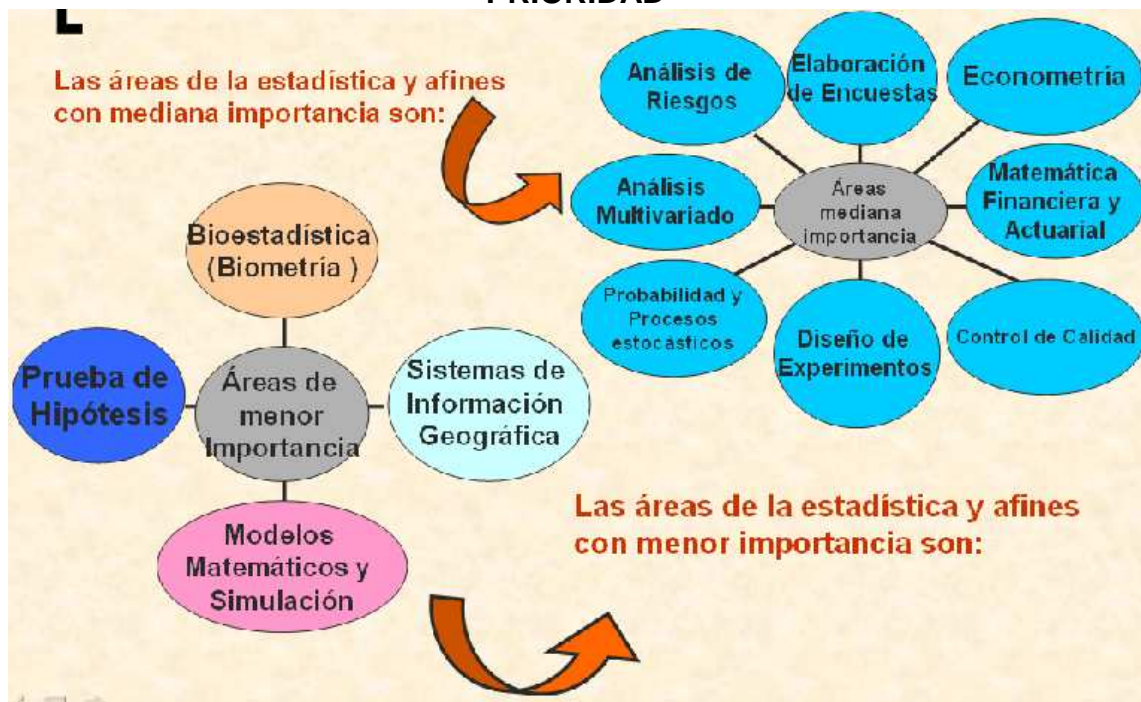 PRIORIDAD
Las áreas de la estadística y afines
con mediana importancia son:
Análisis de
Riesgos
Elaboración
de Encuestas
Econometría
Análisis
Multivariado
Áreas
mediana
importancia
Matemática
Financiera y
Actuarial
Probabilidad y
Procesos
estocásticos
Diseño de
Experimentos
Control de Calidad
Bioestadística
(Biometría )
Prueba de
Hipótesis
Áreas de
menor
Importancia
Sistemas de
Información
Geográfica
Modelos
Matemáticos y
Simulación
Las áreas de la estadística y afines
con menor importancia son: